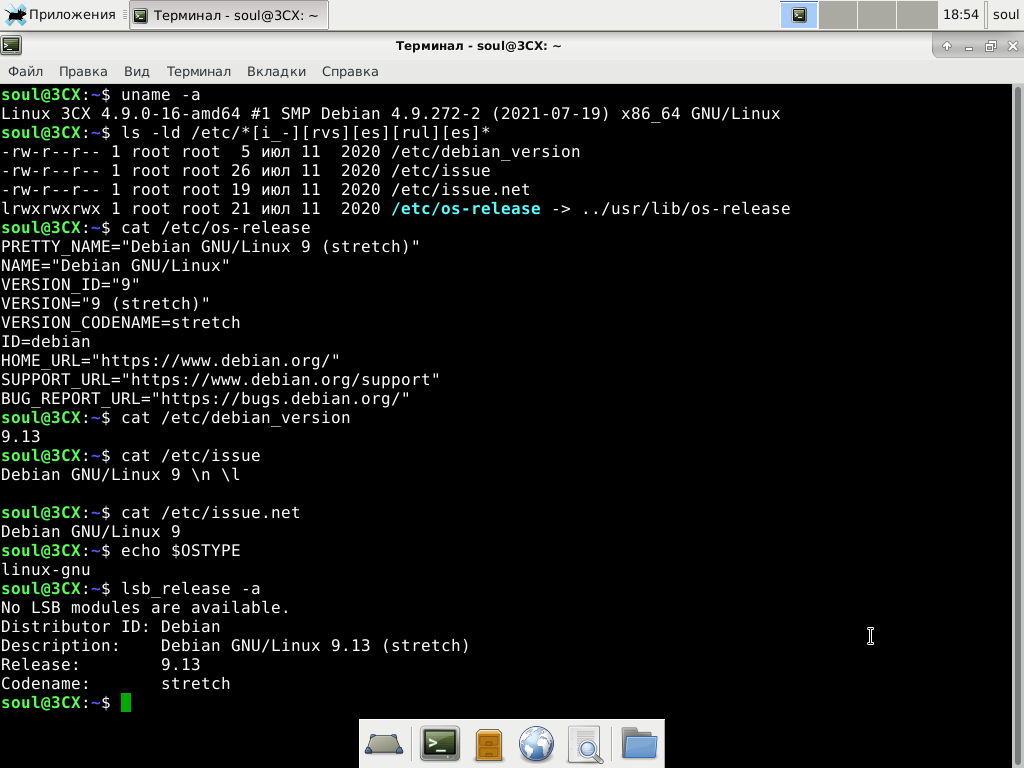 Приложения Терминал - soul@3CX: ~ 18:54 soul
Терминал - soul@3CX: ~
Файл Правка Вид Терминал Вкладки Справка
soul@3CX:~$ uname -a
Linux 3CX 4.9.0-16-amd64 #1 SMP Debian 4.9.272-2 (2021-07-19) x86_64 GNU/Linux
soul@3CX:~$ ls -ld /etc/*[i_-][rvs][es][rul][es]*
-rw-r--r-- 1 root root  5 июл 11  2020 /etc/debian_version
-rw-r--r-- 1 root root 26 июл 11  2020 /etc/issue
-rw-r--r-- 1 root root 19 июл 11  2020 /etc/issue.net
lrwxrwxrwx 1 root root 21 июл 11  2020 /etc/os-release -> ../usr/lib/os-release
soul@3CX:~$ cat /etc/os-release
PRETTY_NAME="Debian GNU/Linux 9 (stretch)"
NAME="Debian GNU/Linux"
VERSION_ID="9"
VERSION="9 (stretch)"
VERSION_CODENAME=stretch
ID=debian
HOME_URL="https://www.debian.org/"
SUPPORT_URL="https://www.debian.org/support"
BUG_REPORT_URL="https://bugs.debian.org/"
soul@3CX:~$ cat /etc/debian_version
9.13
soul@3CX:~$ cat /etc/issue
Debian GNU/Linux 9 \n \l
soul@3CX:~$ cat /etc/issue.net
Debian GNU/Linux 9
soul@3CX:~$ echo $OSTYPE
linux-gnu
soul@3CX:~$ lsb_release -a
No LSB modules are available.
Distributor ID: Debian
Description:    Debian GNU/Linux 9.13 (stretch)
Release:        9.13
Codename:       stretch
soul@3CX:~$